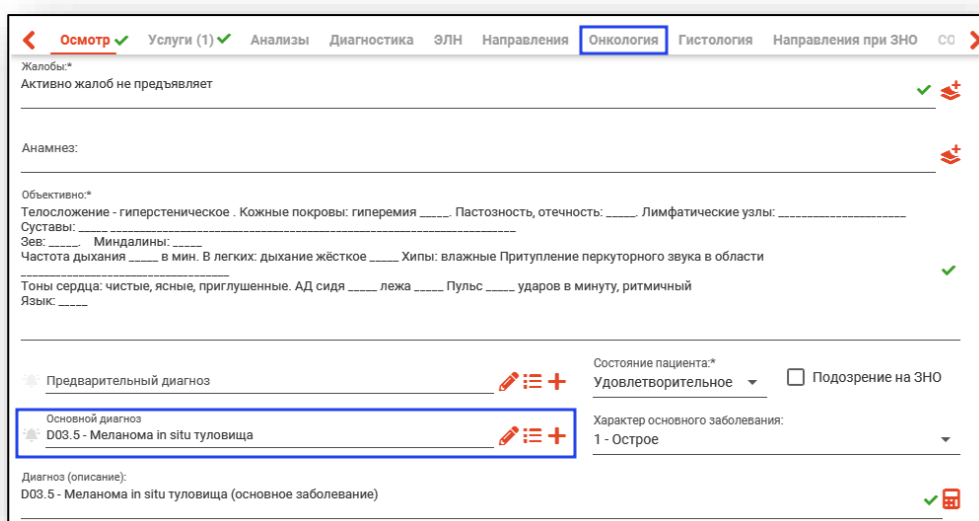 Осмотр Услуги (1) Анализы Диагностика ЭЛН Направления Онкология Гистология Направления при ЗНО СО
Жалобы:*
Активно жалоб не предъявляет
Анамнез:
Объективно:*
Телосложение - гиперстеническое . Кожные покровы: гиперемия _____. Пастозность, отечность: _____. Лимфатические узлы: _____________________
Суставы: _____ ___________________________________________________________________
Зев: _____. Миндалины: _____
Частота дыхания _____ в мин. В легких: дыхание жёсткое _____ Хипы: влажные Притупление перкуторного звука в области
__________________________________
Тоны сердца: чистые, ясные, приглушенные. АД сидя _____ лежа _____ Пульс _____ ударов в минуту, ритмичный
Язык: _____
Предварительный диагноз
Состояние пациента:*
Удовлетворительное
Подозрение на ЗНО
Основной диагноз
D03.5 - Меланома in situ туловища
Характер основного заболевания:
1 - Острое
Диагноз (описание):
D03.5 - Меланома in situ туловища (основное заболевание)